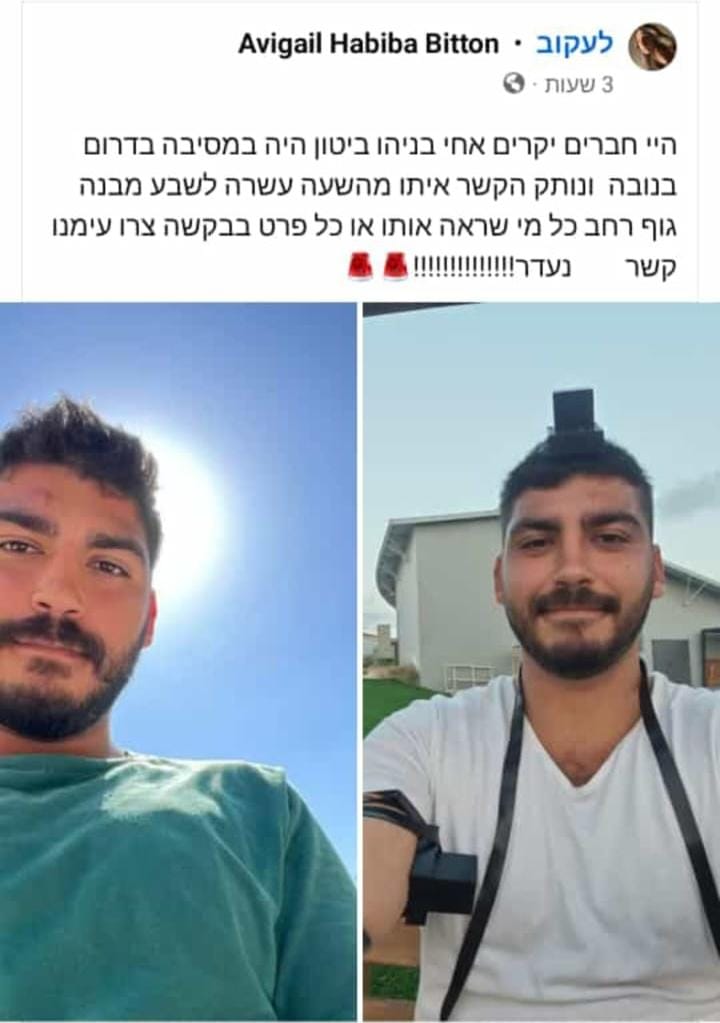 Avigail Habiba Bitton · לעקוב
3 שעות ·
היי חברים יקרים אחי בניהו ביטון היה במסיבה בדרום
בנובה ונותק הקשר איתו מהשעה עשרה לשבע מבנה
גוף רחב כל מי שראה אותו או כל פרט בבקשה צרו עימנו
קשר נעדר!!!!!!!!!!!!!!!🚨🚨